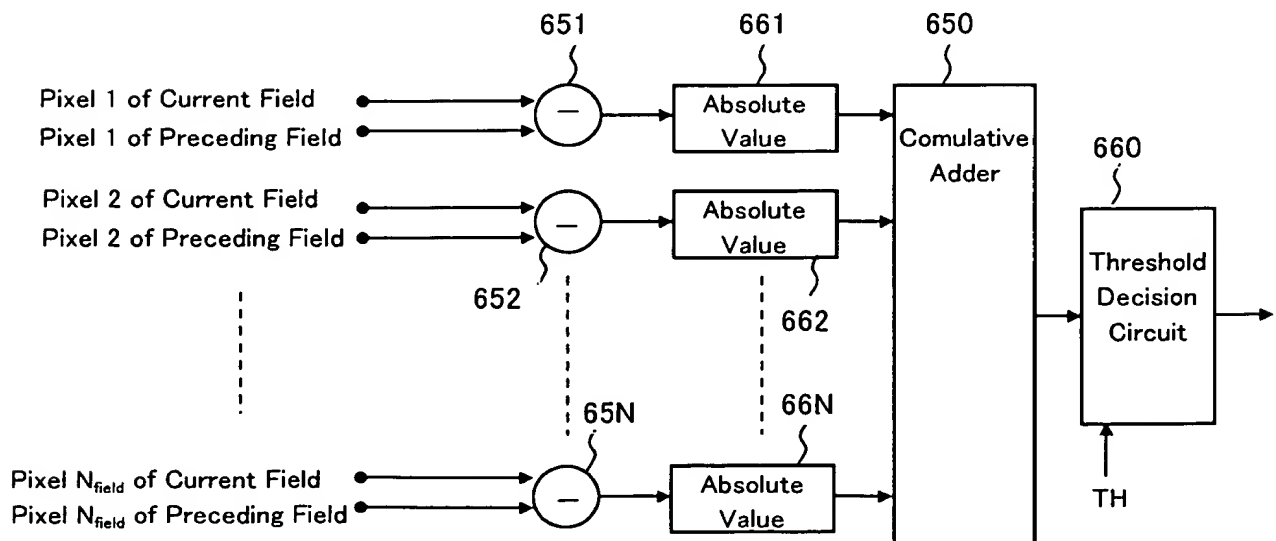 651
661
650
Pixel 1 of Current Field
Pixel 1 of Preceding Field
Absolute
Value
Comulative
Adder
660
Pixel 2 of Current Field
Pixel 2 of Preceding Field
Absolute
Value
652
662
Threshold
Decision
Circuit
65N
66N
Pixel N_field of Current Field
Pixel N_field of Preceding Field
Absolute
Value
TH